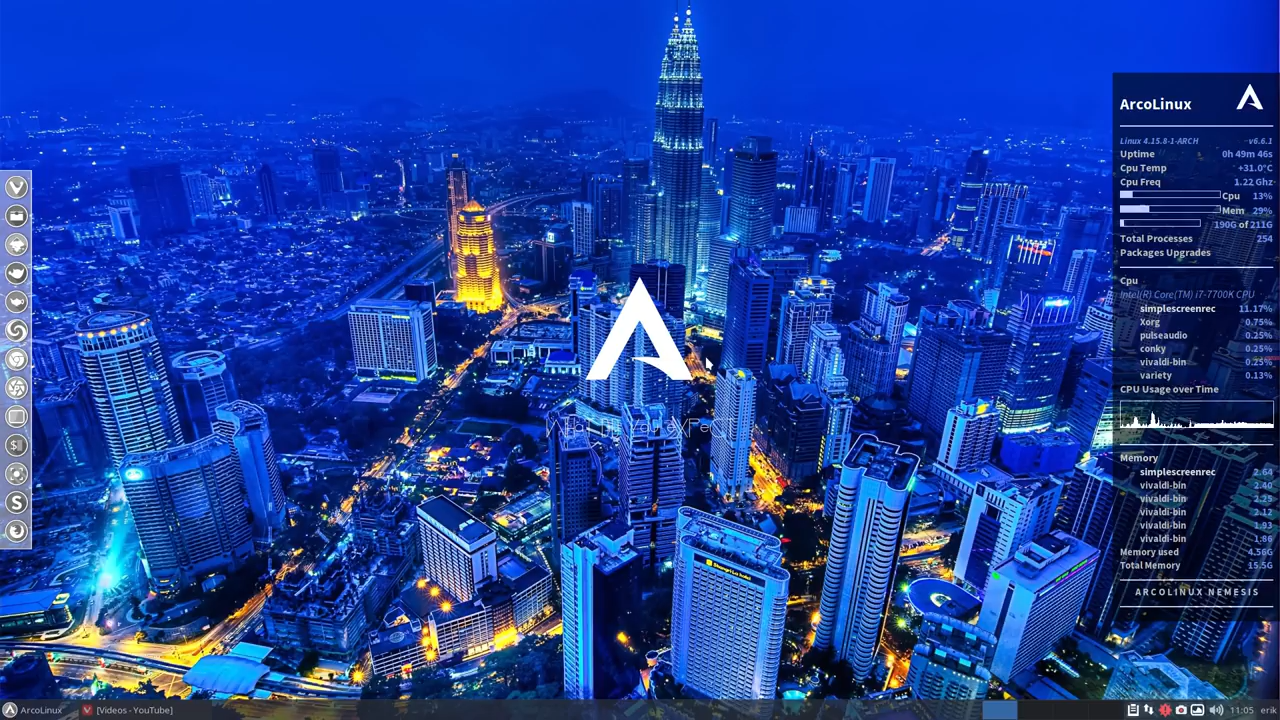 ArcoLinux
Linux 4.15.8-1-ARCH v6.6.1
Uptime 0h 49m 46s
Cpu Temp +31.0°C
Cpu Freq 1.22 Ghz
Cpu 13%
Mem 29%
190G of 211G
Total Processes 254
Packages Upgrades
Cpu
Intel(R) Core(TM) i7-7700K CPU
simplescreenrec 11.17%
Xorg 0.75%
pulseaudio 0.25%
conky 0.25%
vivaldi-bin 0.25%
variety 0.13%
CPU Usage over Time
Memory
simplescreenrec 2.64
vivaldi-bin 2.40
vivaldi-bin 2.25
vivaldi-bin 2.12
vivaldi-bin 1.93
vivaldi-bin 1.86
Memory used 4.56G
Total Memory 15.5G
ARCOLINUX NEMESIS
Shangri-La Hotel
ArcoLinux
[Videos - YouTube]
11:05 erik